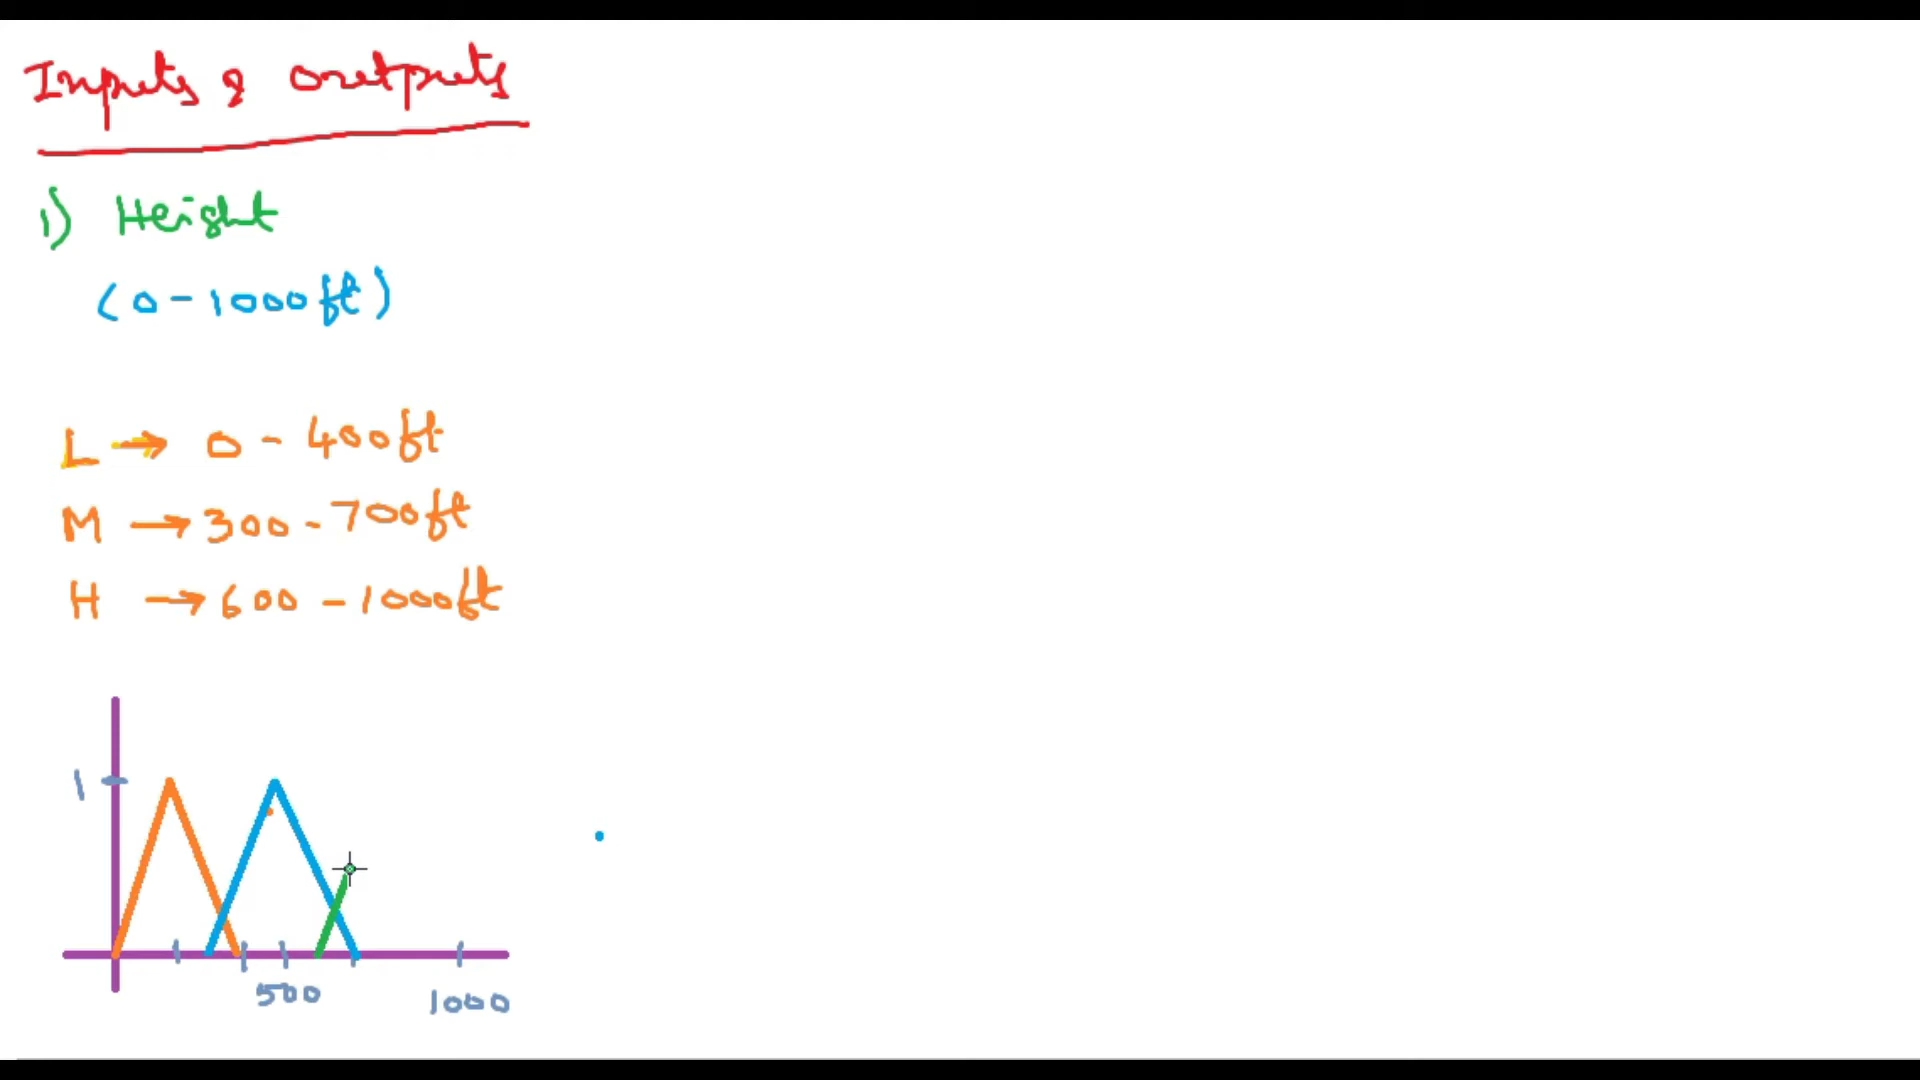 Inputs & Outputs
1) Height
(0-1000ft)
L → 0 - 400ft
M → 300 - 700ft
H → 600 - 1000ft
1
500
1000